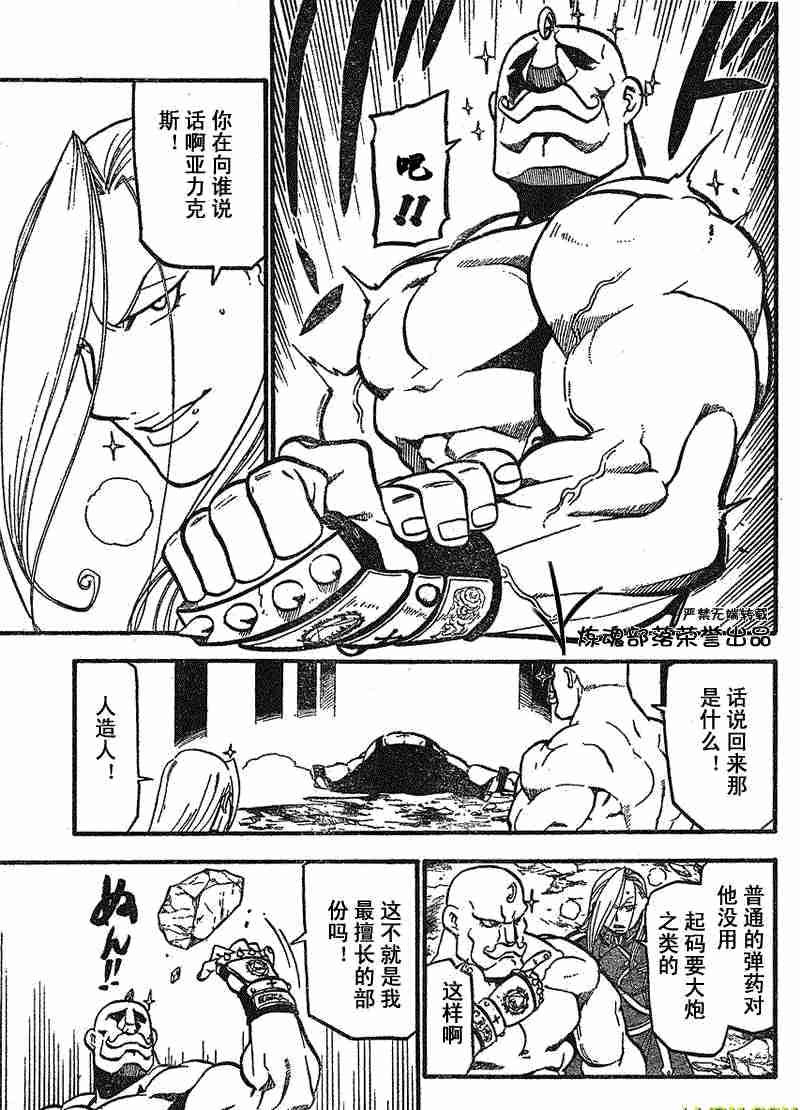 吧!!
你在向谁说
话啊亚力克
斯！
严禁无端转载
炼魂部落荣誉出品
话说回来那
是什么！
人造人！
普通的弹药对
他没用
起码要大炮
之类的
这样啊
这不就是我
最擅长的部
份吗！
ぬん!!